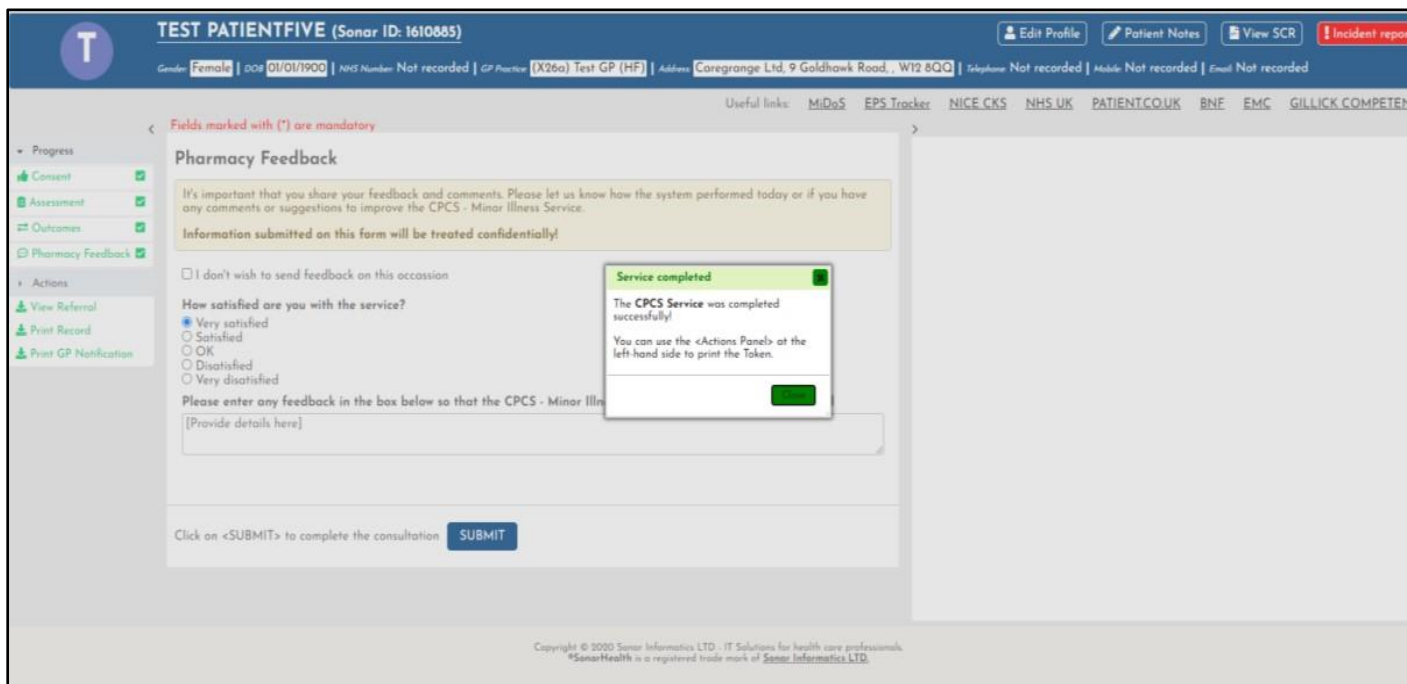 T
TEST PATIENTFIVE (Sonar ID: 1610885)
Edit Profile
Patient Notes
View SCR
Incident repor
Gender: Female | DOB 01/01/1900 | NHS Number: Not recorded | GP Practice (X26a) Test GP (HF) | Address: Caregrange Ltd, 9 Goldhawk Road, , W12 8QQ | Telephone: Not recorded | Mobile: Not recorded | Email: Not recorded
Useful links: MiDoS EPS Tracker NICE CKS NHS UK PATIENT.CO.UK BNF EMC GILLICK COMPETEN
Fields marked with (*) are mandatory
Progress
Consent
Assessment
Outcomes
Pharmacy Feedback
Actions
View Referral
Print Record
Print GP Notification
Pharmacy Feedback
It's important that you share your feedback and comments. Please let us know how the system performed today or if you have
any comments or suggestions to improve the CPCS - Minor Illness Service.
Information submitted on this form will be treated confidentially!
I don't wish to send feedback on this occassion
How satisfied are you with the service?
Very satisfied
Satisfied
OK
Disatisfied
Very disatisfied
Please enter any feedback in the box below so that the CPCS - Minor Illn
[Provide details here]
Service completed
The CPCS Service was completed
successfully!
You can use the <Actions Panel> at the
left-hand side to print the Token.
Close
Click on <SUBMIT> to complete the consultation SUBMIT
Copyright © 2020 Sonar Informatics LTD - IT Solutions for health care professionals.
®SonarHealth is a registered trade mark of Sonar Informatics LTD.